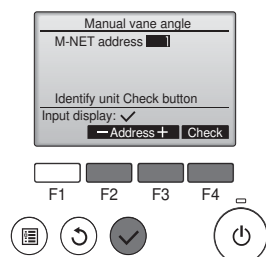 Manual vane angle
M-NET address
Identify unit Check button
Input display: ✓
− Address + Check
F1 F2 F3 F4